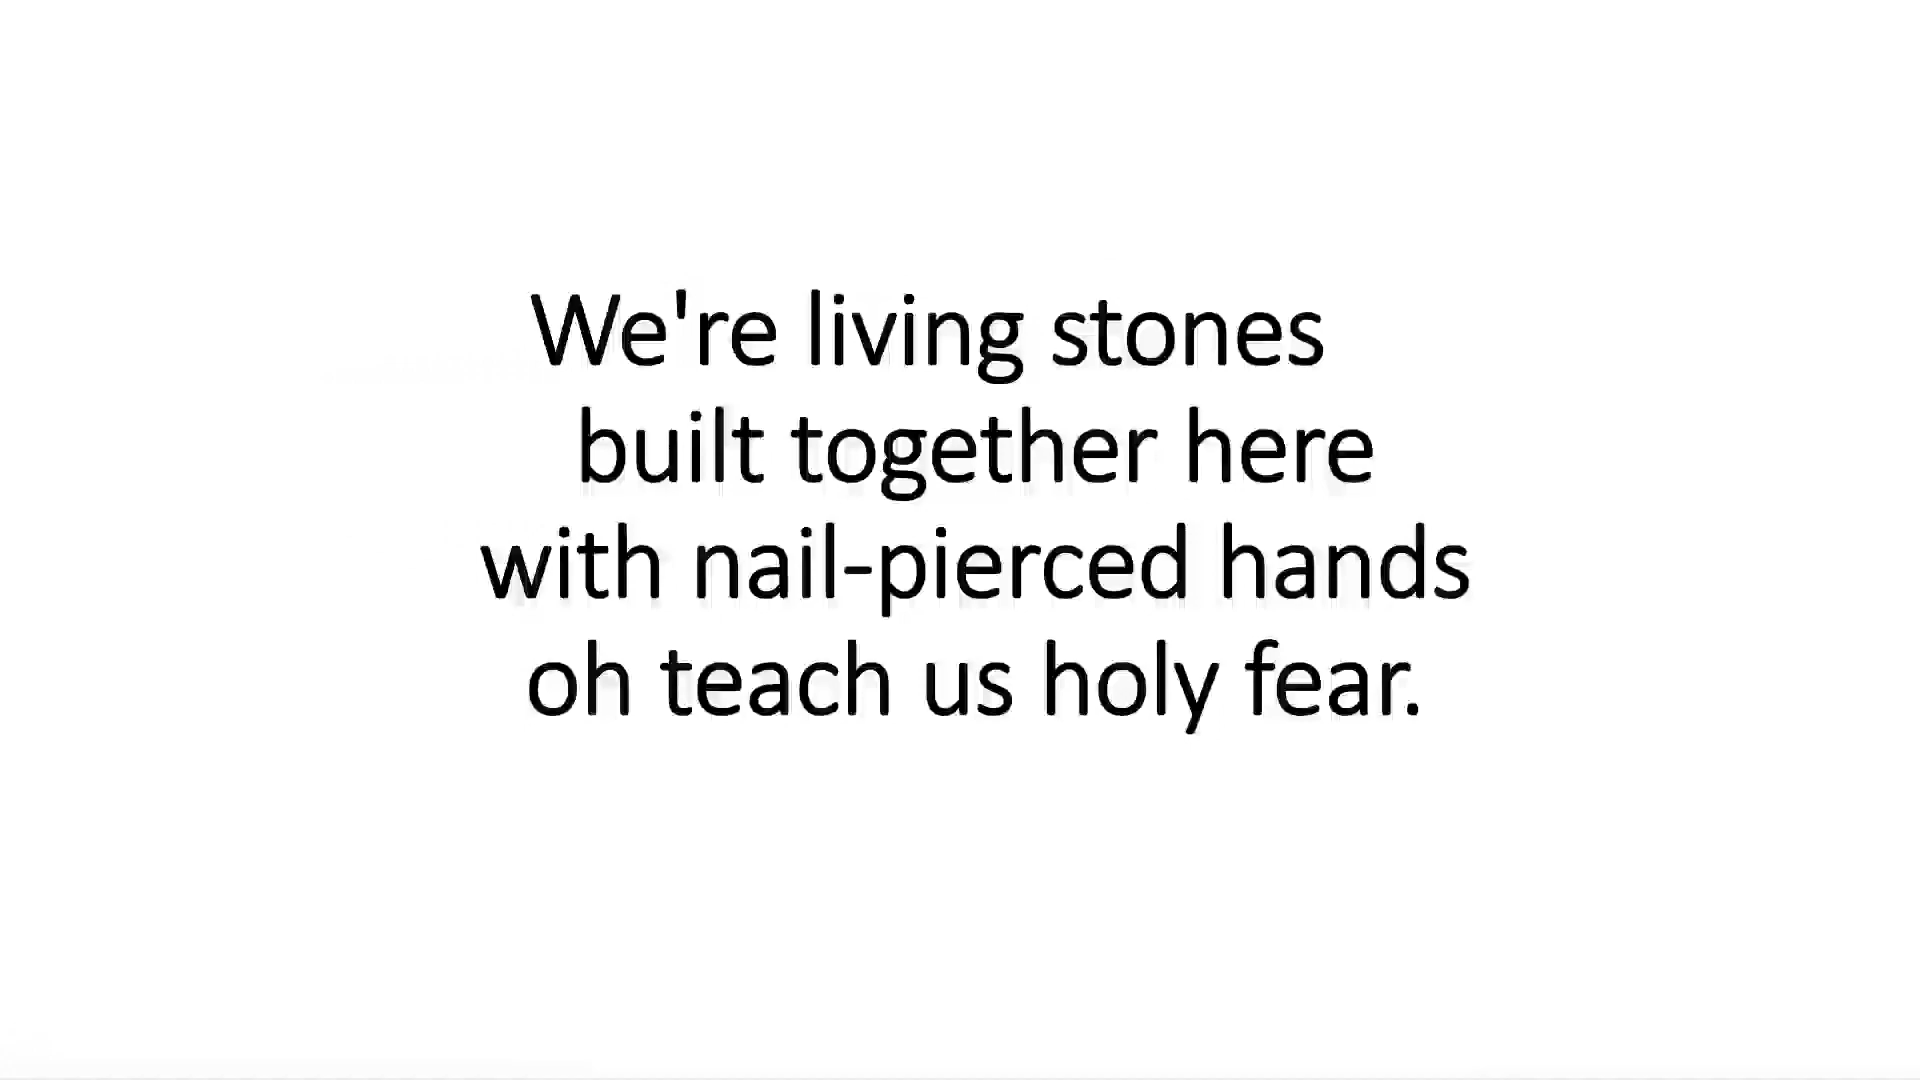 We're living stones
built together here
with nail-pierced hands
oh teach us holy fear.